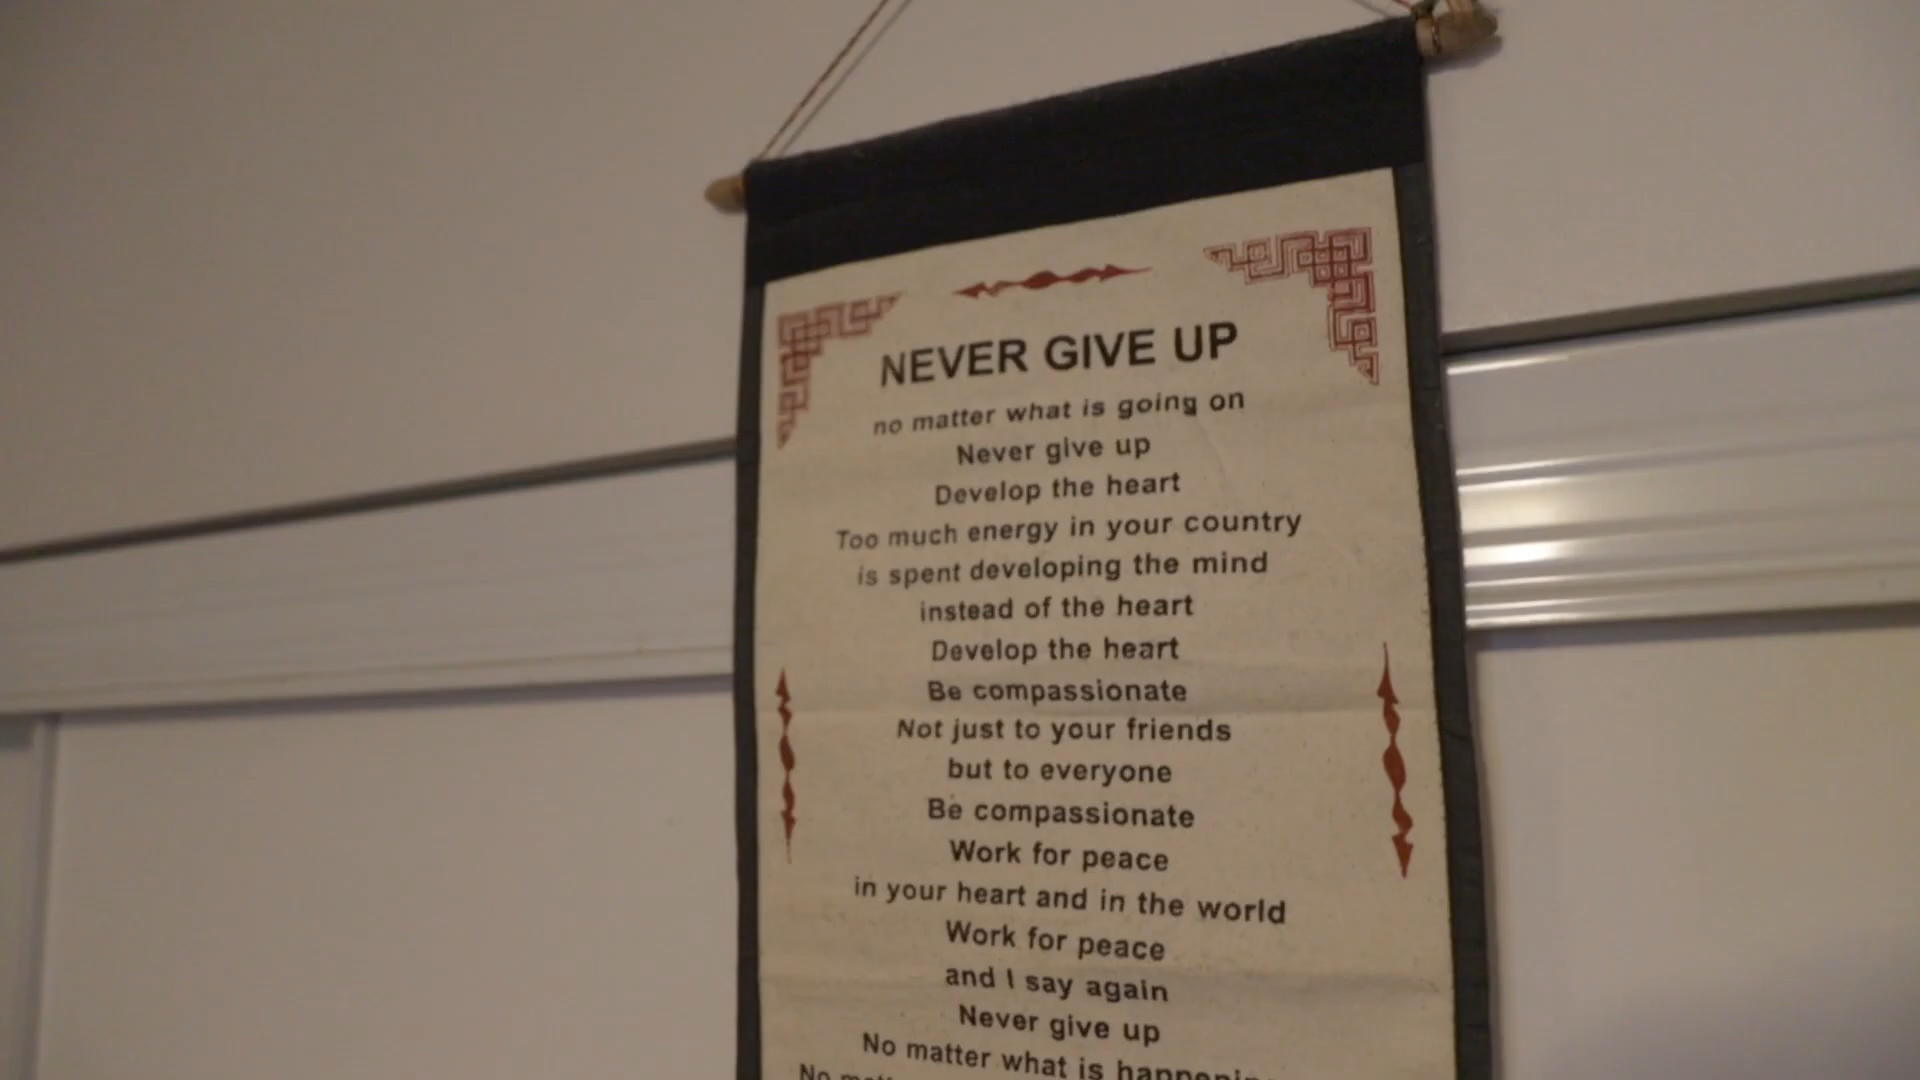 NEVER GIVE UP
no matter what is going on
Never give up
Develop the heart
Too much energy in your country
is spent developing the mind
instead of the heart
Develop the heart
Be compassionate
Not just to your friends
but to everyone
Be compassionate
Work for peace
in your heart and in the world
Work for peace
and I say again
Never give up
No matter what is
No